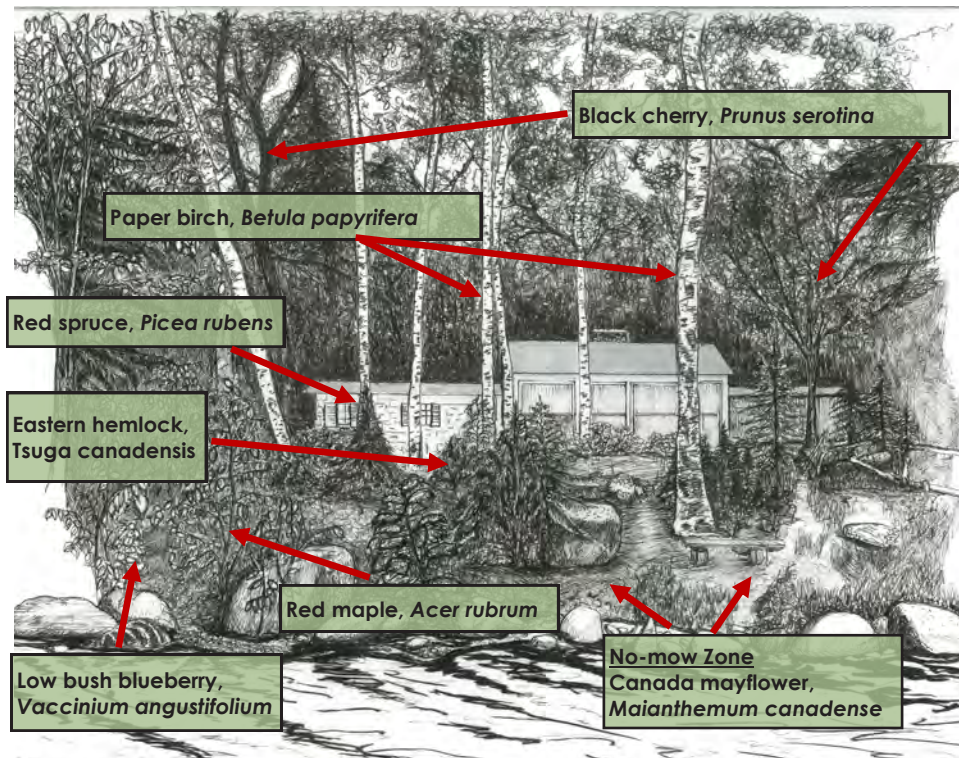 Black cherry, Prunus serotina
Paper birch, Betula papyrifera
Red spruce, Picea rubens
Eastern hemlock,
Tsuga canadensis
Red maple, Acer rubrum
Low bush blueberry,
Vaccinium angustifolium
No-mow Zone
Canada mayflower,
Maianthemum canadense